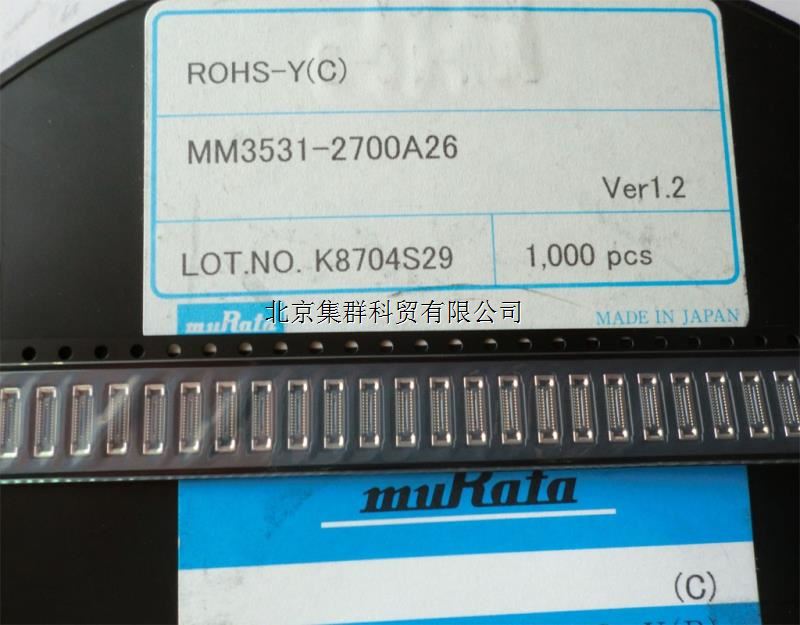 ROHS-Y(C)
MM3531-2700A26
Ver1.2
LOT.NO. K8704S29
1,000 pcs
北京集群科贸有限公司
muRata
MADE IN JAPAN
muRata
(C)